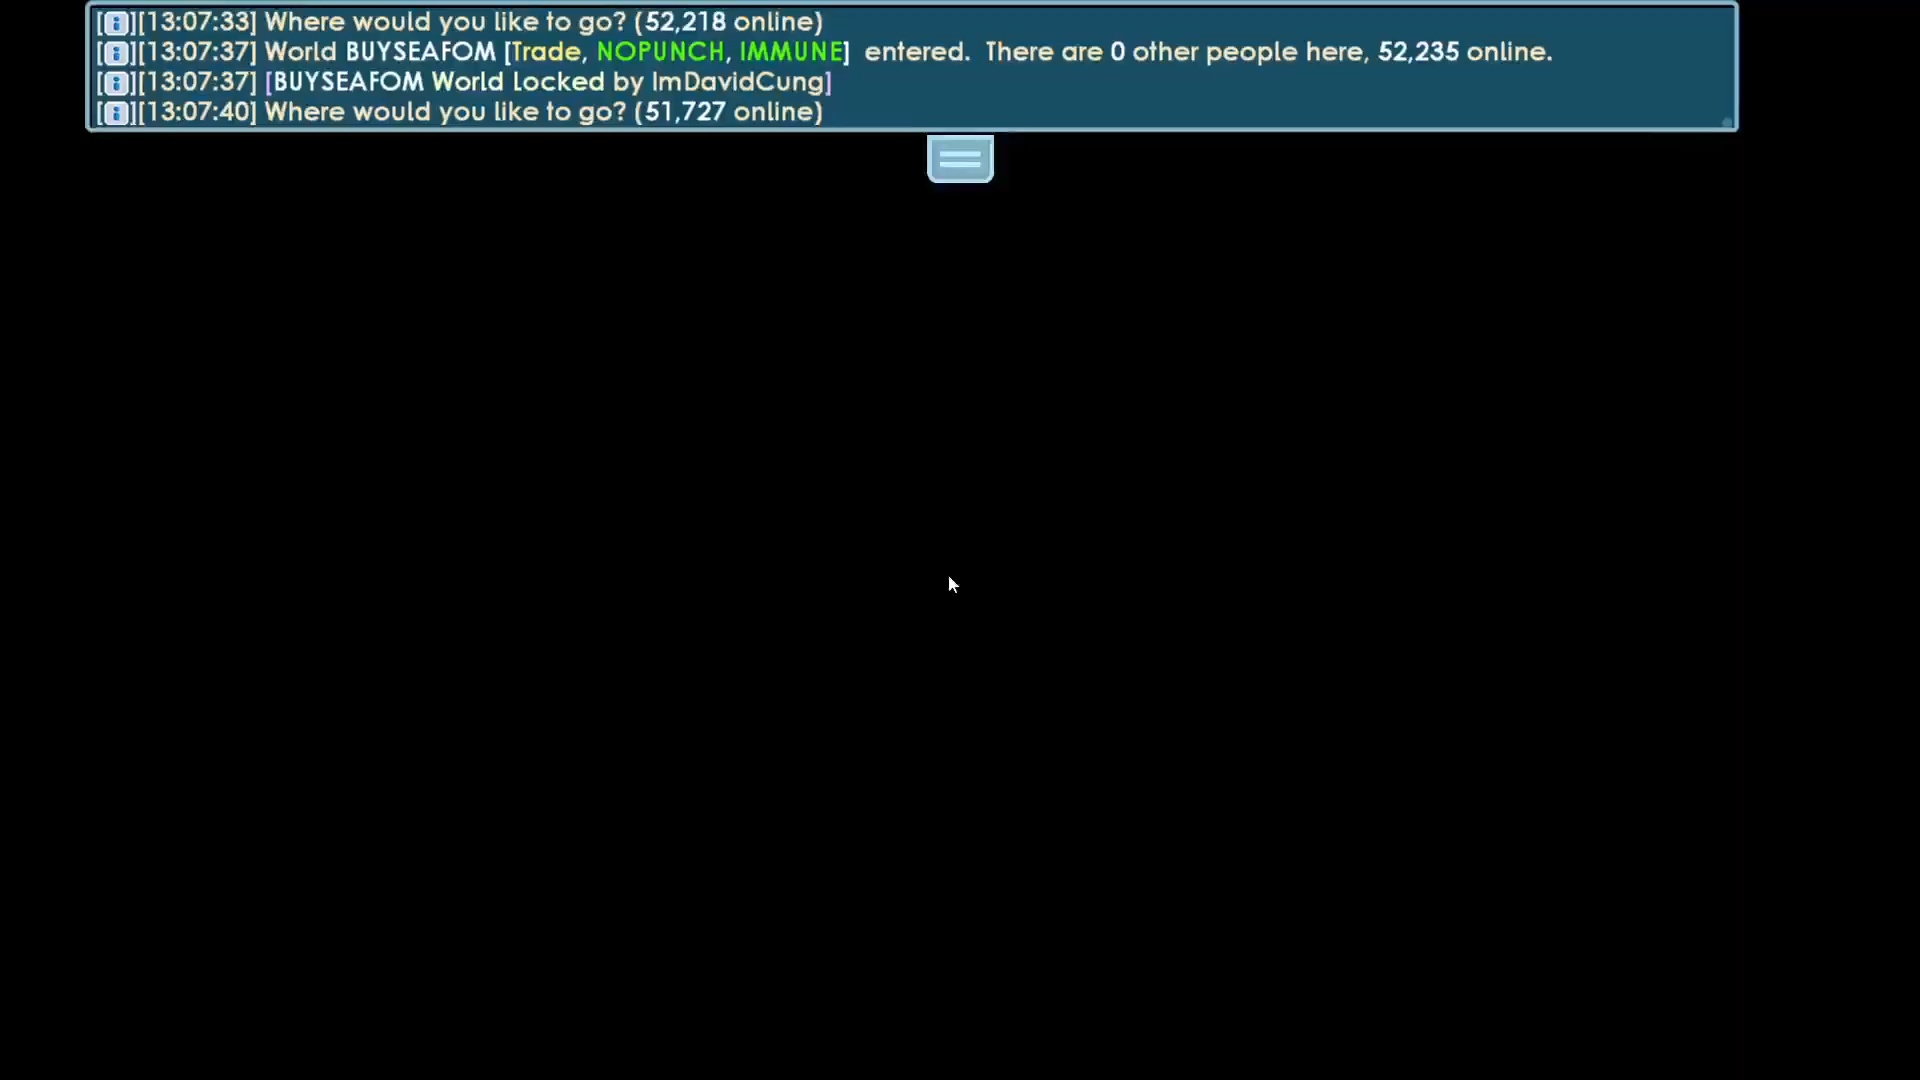 [i][13:07:33] Where would you like to go? (52,218 online)
[i][13:07:37] World BUYSEAFOM [Trade, NOPUNCH, IMMUNE]  entered.  There are 0 other people here, 52,235 online.
[i][13:07:37] [BUYSEAFOM World Locked by ImDavidCung]
[i][13:07:40] Where would you like to go? (51,727 online)